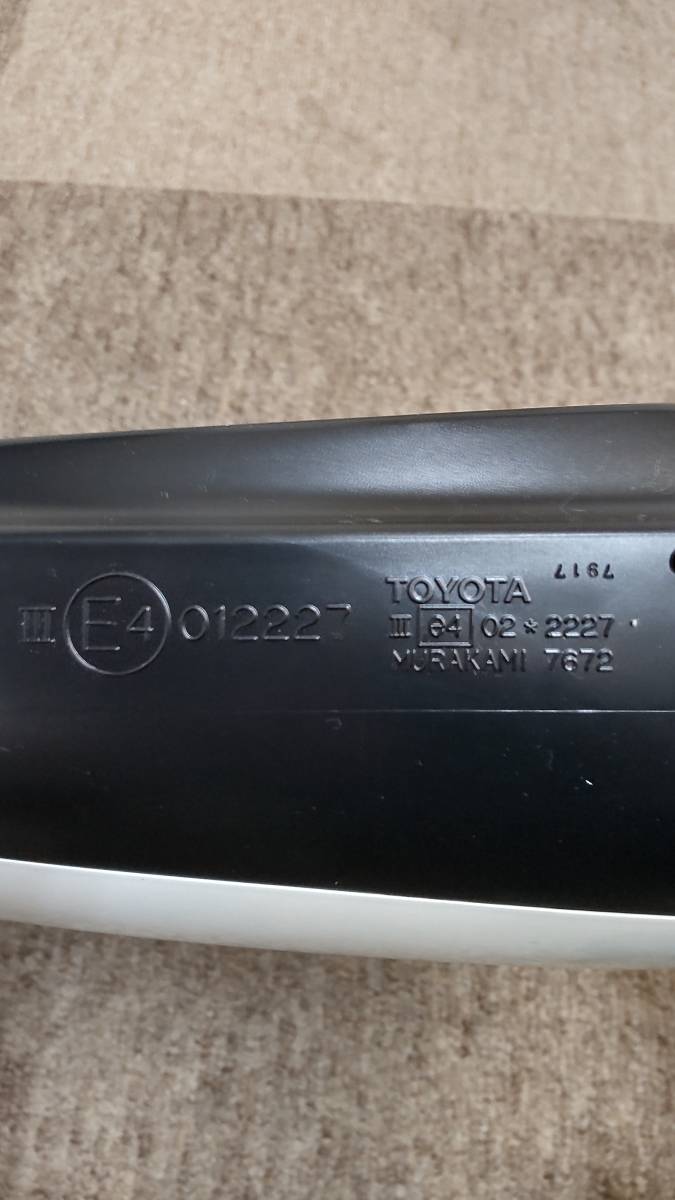 III E4 012227
TOYOTA
III e4 02*2227
MURAKAMI 7672
7917